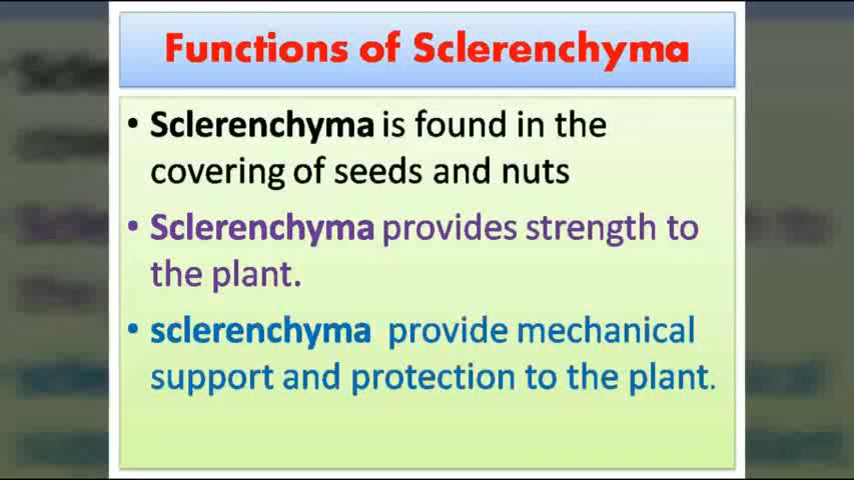 Functions of Sclerenchyma
• Sclerenchyma is found in the
covering of seeds and nuts
• Sclerenchyma provides strength to
the plant.
• sclerenchyma provide mechanical
support and protection to the plant.